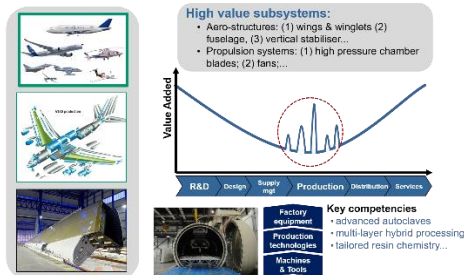 High value subsystems:
• Aero-structures: (1) wings & winglets (2)
fuselage, (3) vertical stabiliser...
• Propulsion systems: (1) high pressure chamber
blades; (2) fans;...
Value Added
R&D
Design
Supply
mgt
Production
Distribution
Services
Factory
equipment
Production
technologies
Machines
& Tools
Key competencies
• advanced autoclaves
• multi-layer hybrid processing
• tailored resin chemistry...